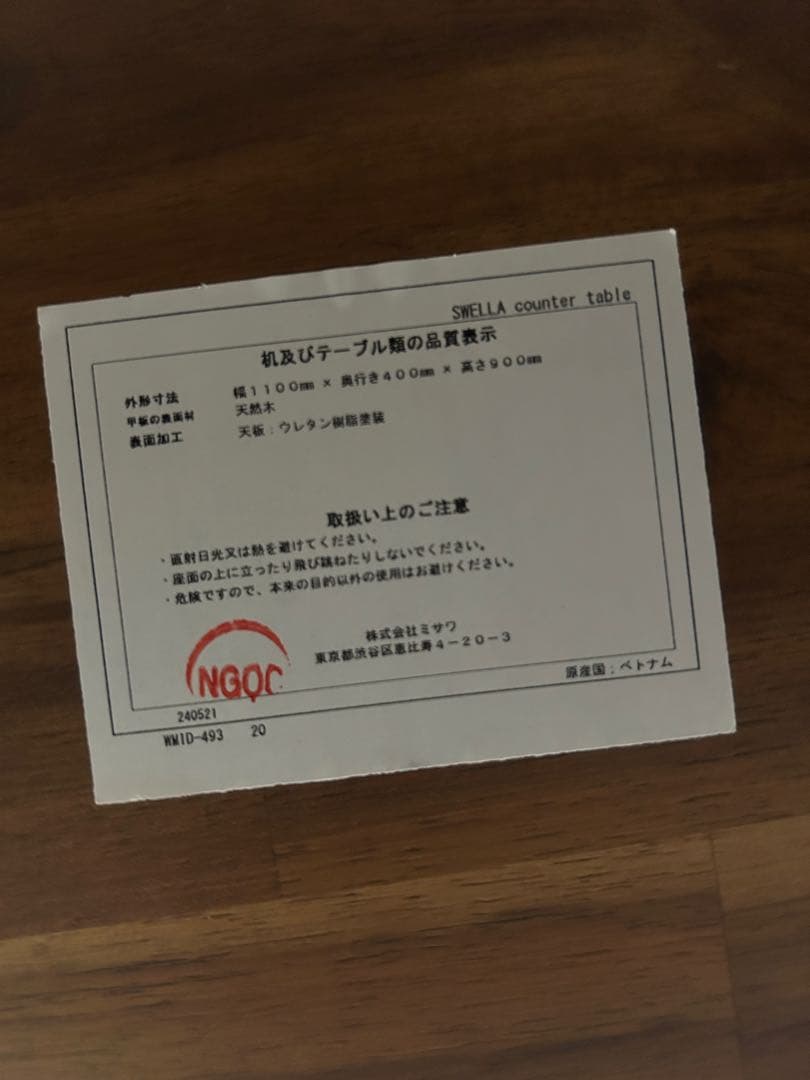 SWELLA counter table
机及びテーブル類の品質表示
外形寸法 幅1100㎜ × 奥行き400㎜ × 高さ900㎜
甲板の表面材 天然木
表面加工 天板：ウレタン樹脂塗装
取扱い上のご注意
・直射日光又は熱を避けてください。
・座面の上に立ったり飛び跳ねたりしないでください。
・危険ですので、本来の目的以外の使用はお避けください。
株式会社ミサワ
東京都渋谷区恵比寿4－20－3
NGOC
原産国：ベトナム
240521
WMID-493 20